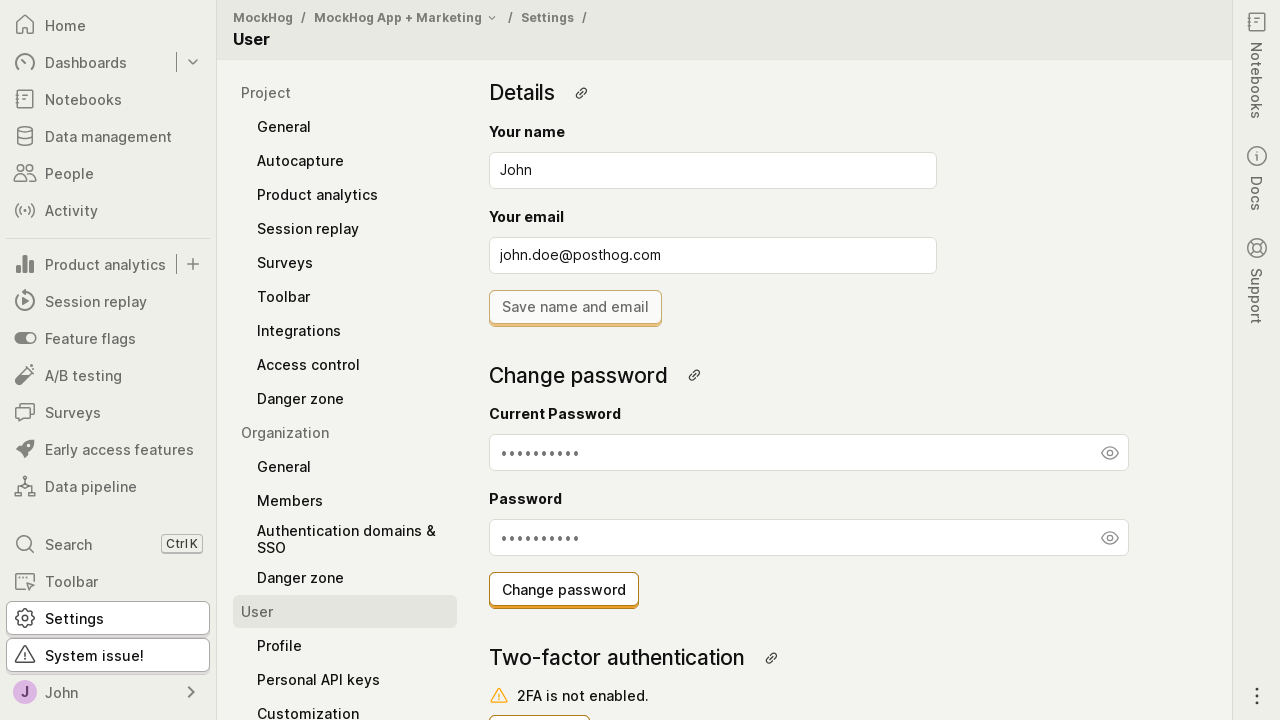 Home
Dashboards
Notebooks
Data management
People
Activity
Product analytics
Session replay
Feature flags
A/B testing
Surveys
Early access features
Data pipeline
Search
Ctrl K
Toolbar
Settings
System issue!
J
John
MockHog / MockHog App + Marketing / Settings /
User
Project
General
Autocapture
Product analytics
Session replay
Surveys
Toolbar
Integrations
Access control
Danger zone
Organization
General
Members
Authentication domains &
SSO
Danger zone
User
Profile
Personal API keys
Customization
Details
Your name
John
Your email
john.doe@posthog.com
Save name and email
Change password
Current Password
••••••••••
Password
••••••••••
Change password
Two-factor authentication
2FA is not enabled.
Notebooks
Docs
Support